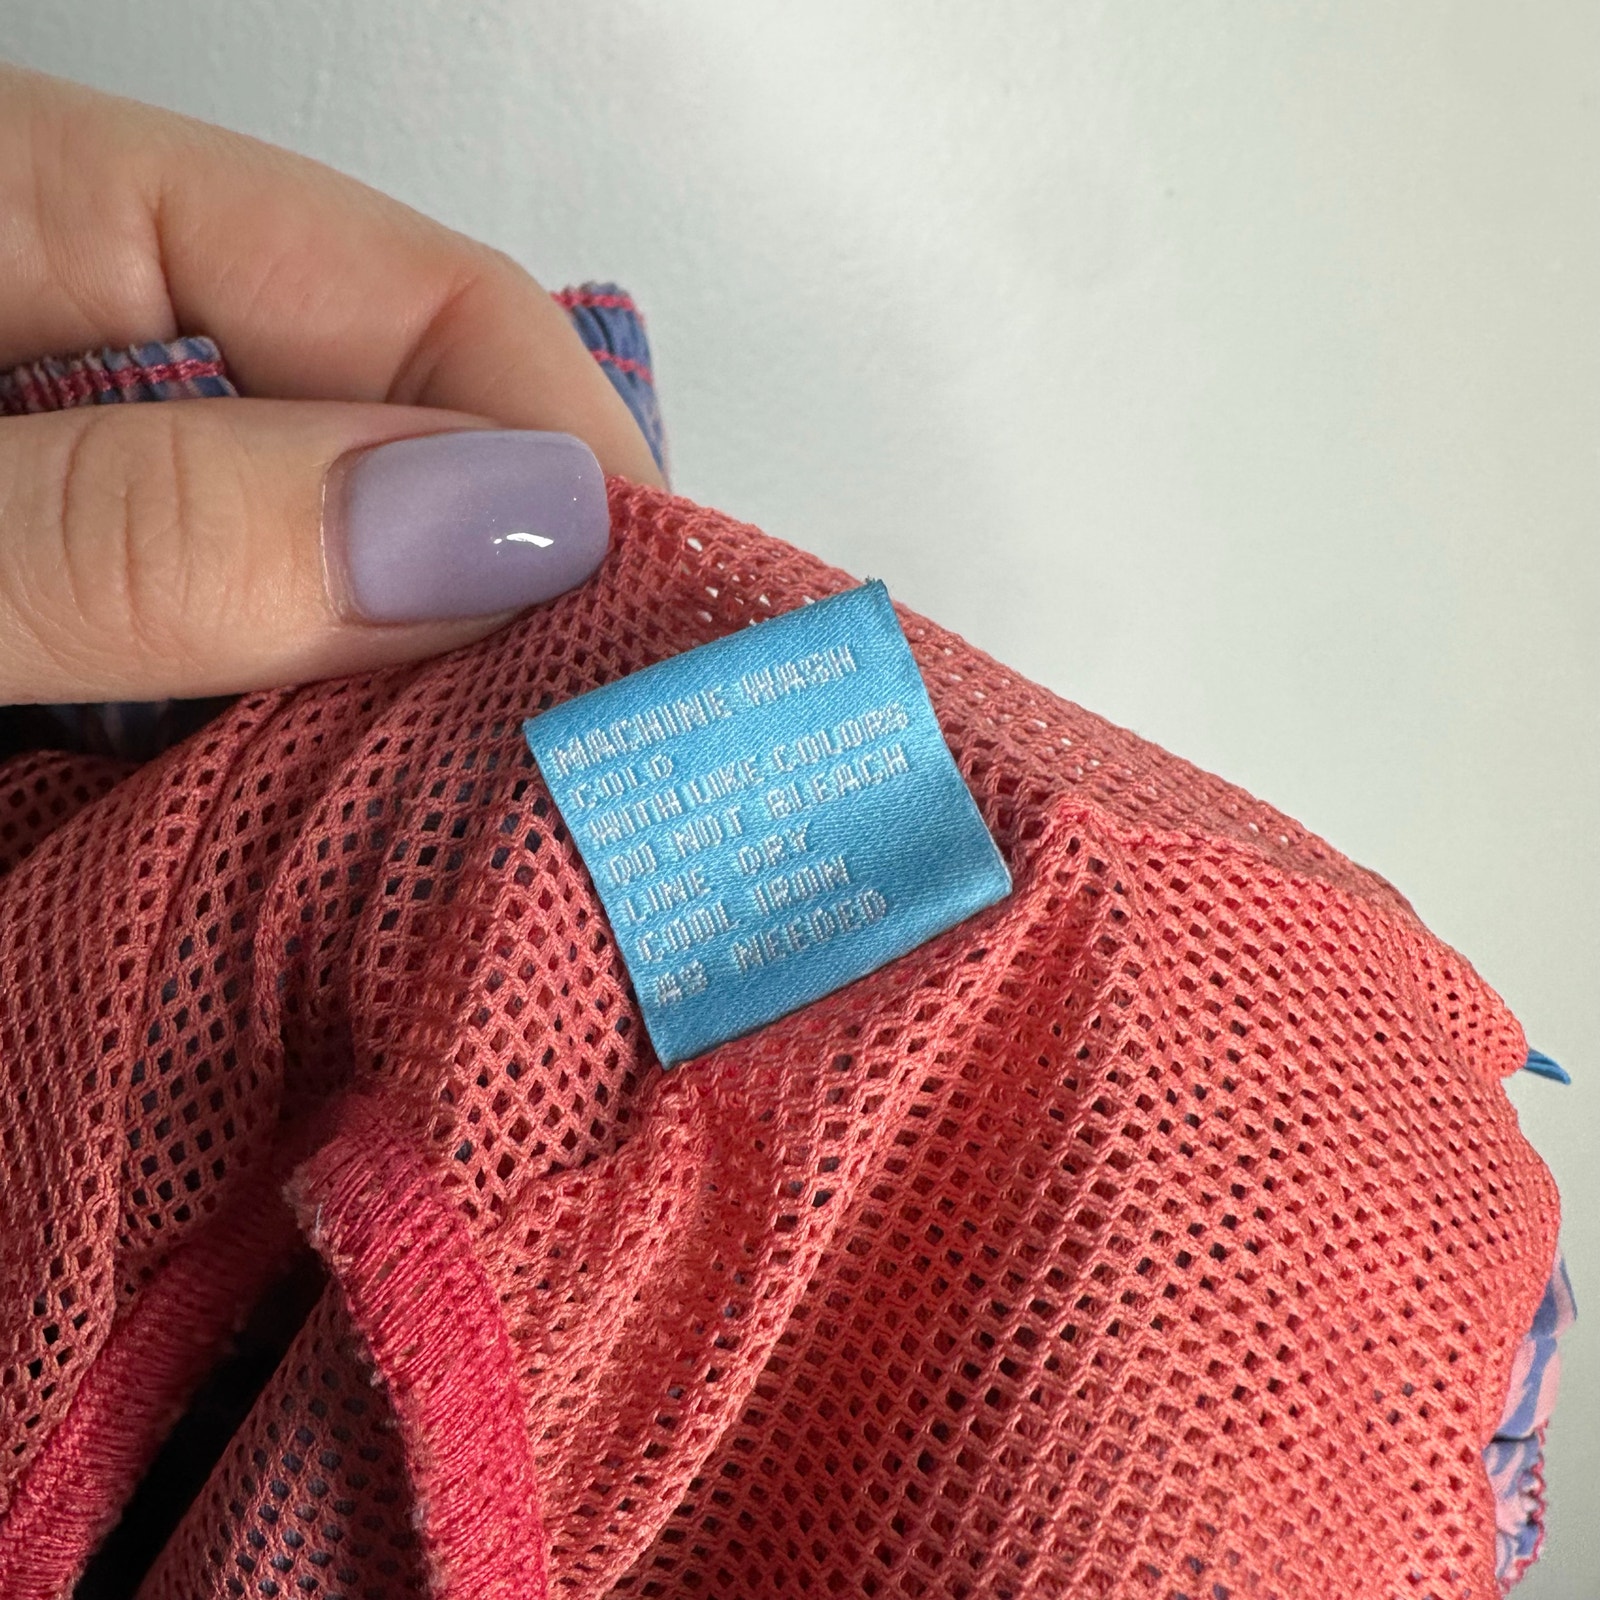 MACHINE WASH
COLD
WITH LIKE COLORS
DO NOT BLEACH
LINE DRY
COOL IRON
AS NEEDED